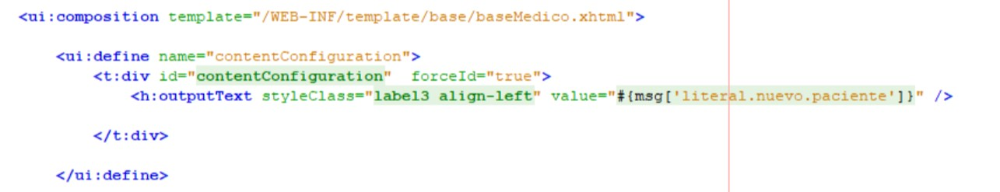 <ui:composition template="/WEB-INF/template/base/baseMedico.xhtml">
<ui:define name="contentConfiguration">
<t:div id="contentConfiguration" forceId="true">
<h:outputText styleClass="label3 align-left" value="#{msg['literal.nuevo.paciente']}" />
</t:div>
</ui:define>